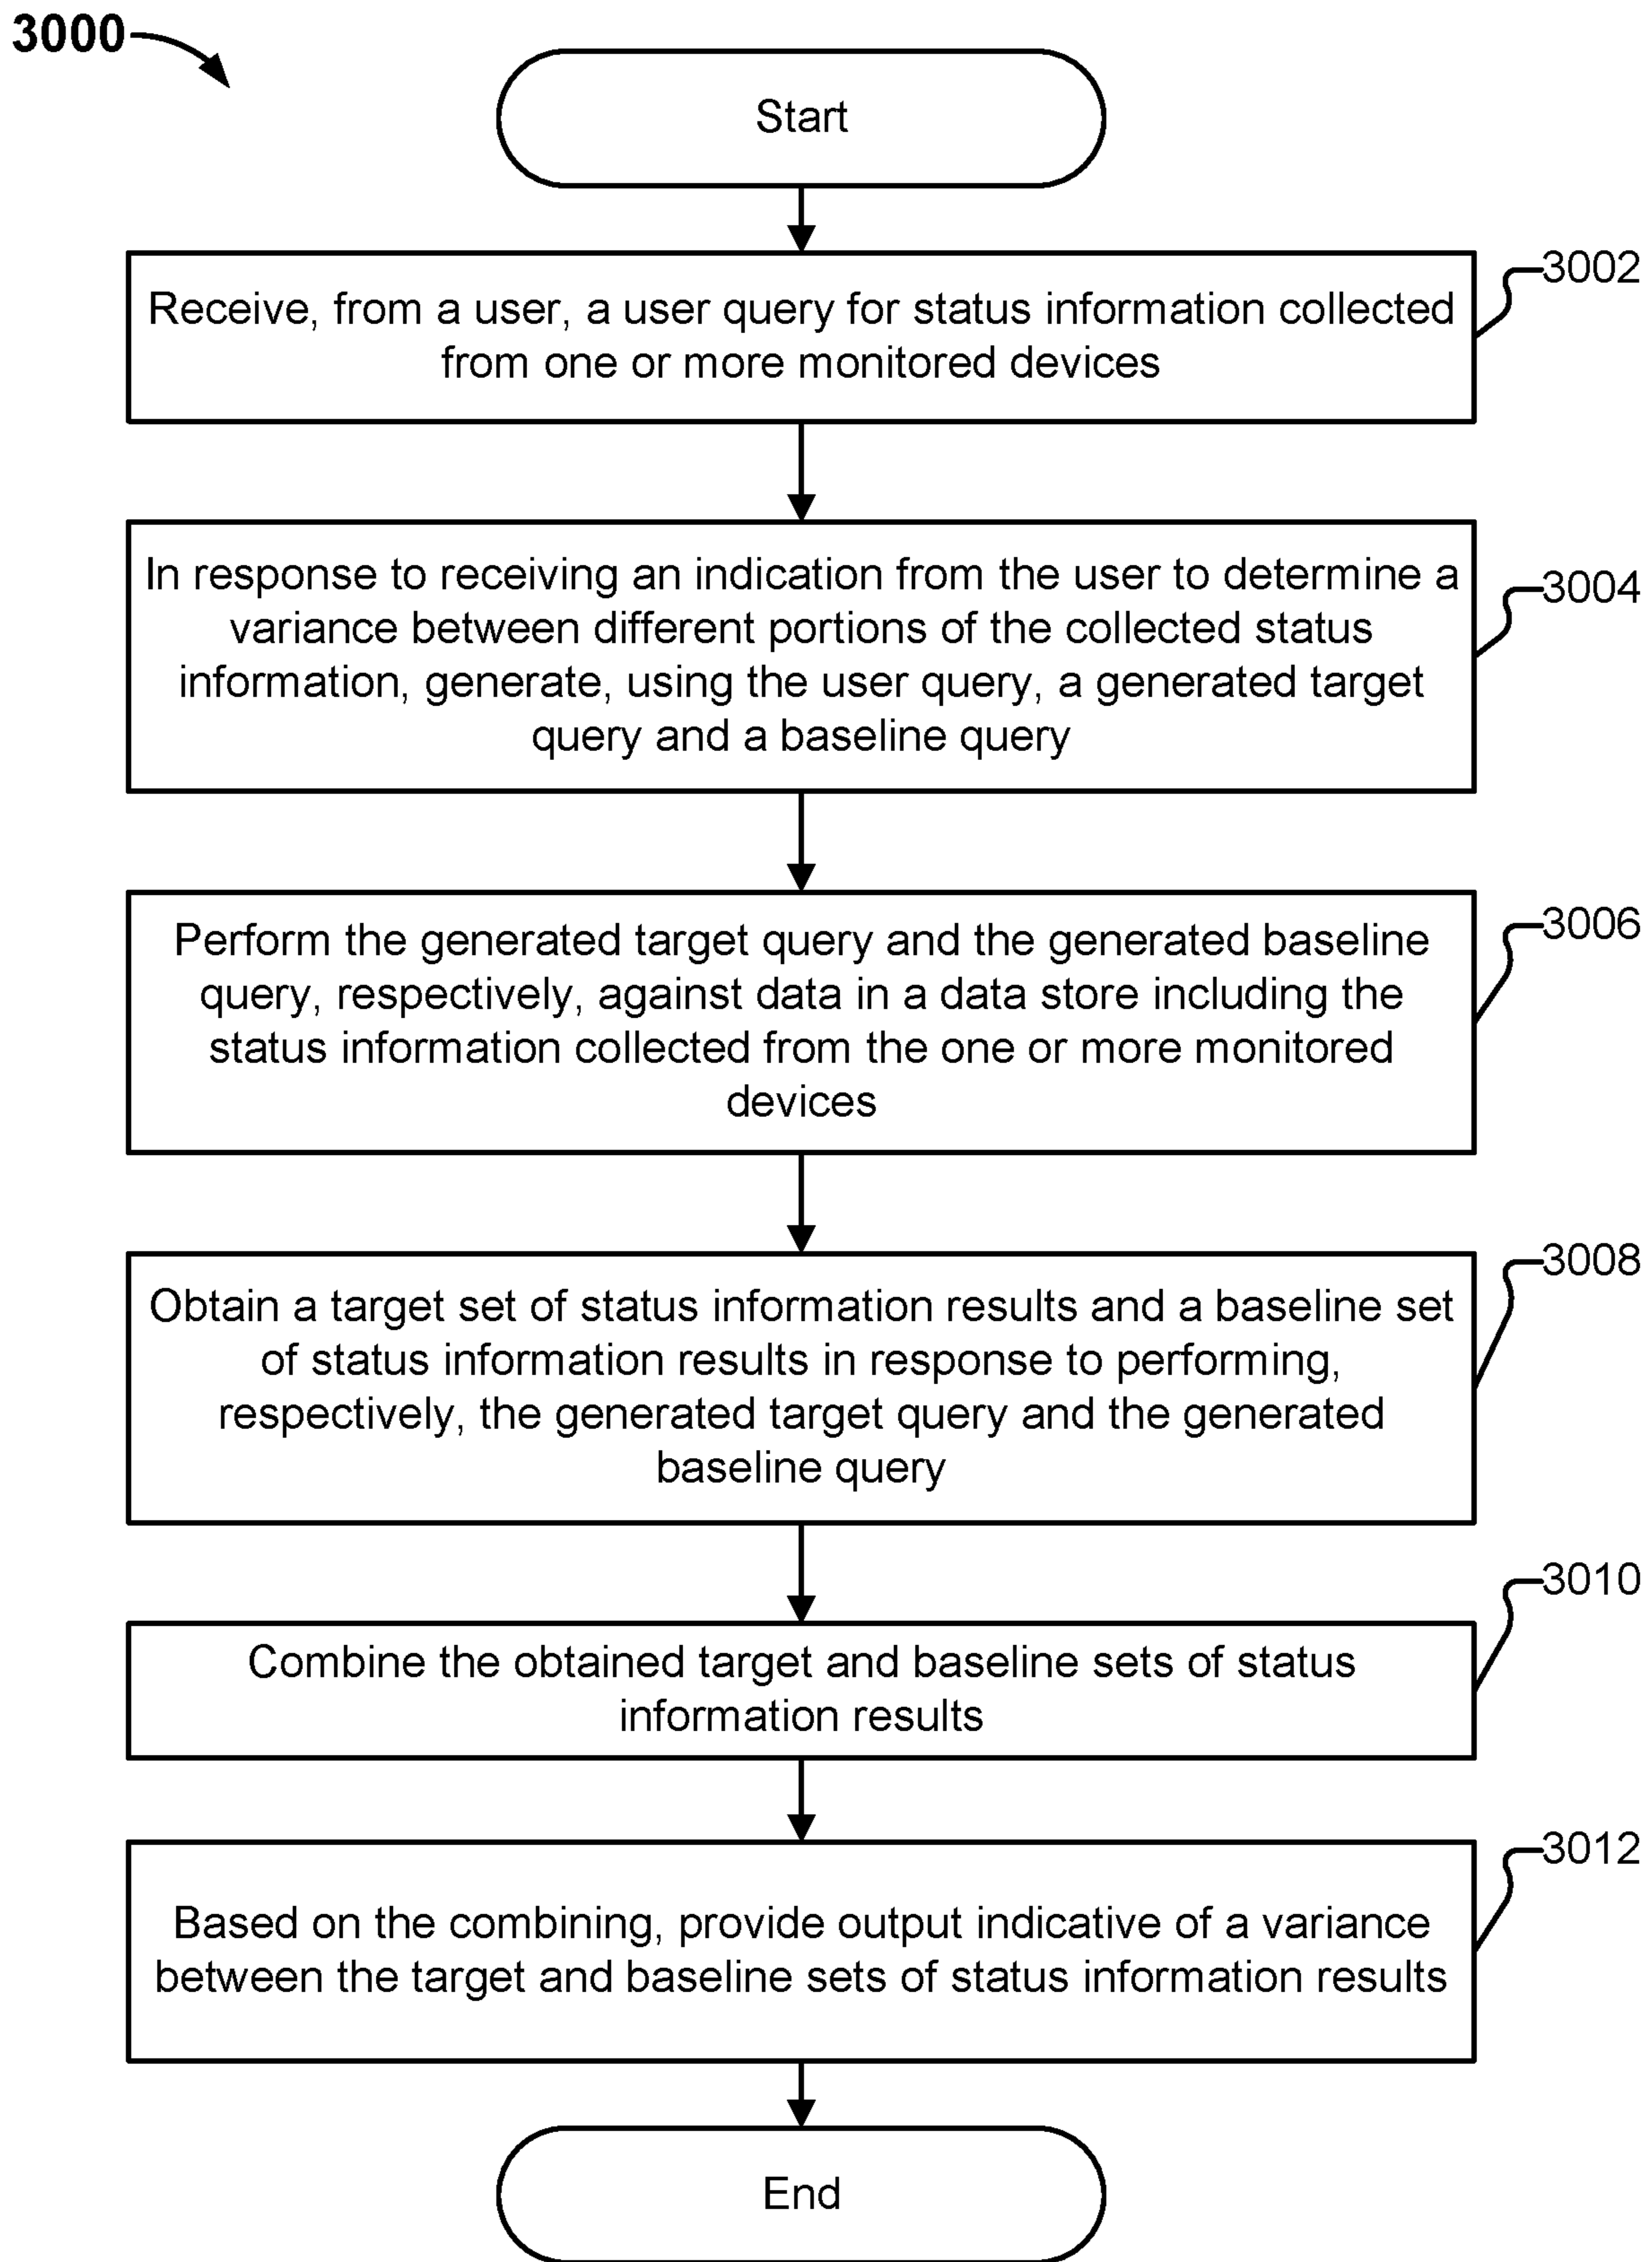 3000
Start
Receive, from a user, a user query for status information collected
from one or more monitored devices
3002
In response to receiving an indication from the user to determine a
variance between different portions of the collected status
information, generate, using the user query, a generated target
query and a baseline query
3004
Perform the generated target query and the generated baseline
query, respectively, against data in a data store including the
status information collected from the one or more monitored
devices
3006
Obtain a target set of status information results and a baseline set
of status information results in response to performing,
respectively, the generated target query and the generated
baseline query
3008
Combine the obtained target and baseline sets of status
information results
3010
Based on the combining, provide output indicative of a variance
between the target and baseline sets of status information results
3012
End